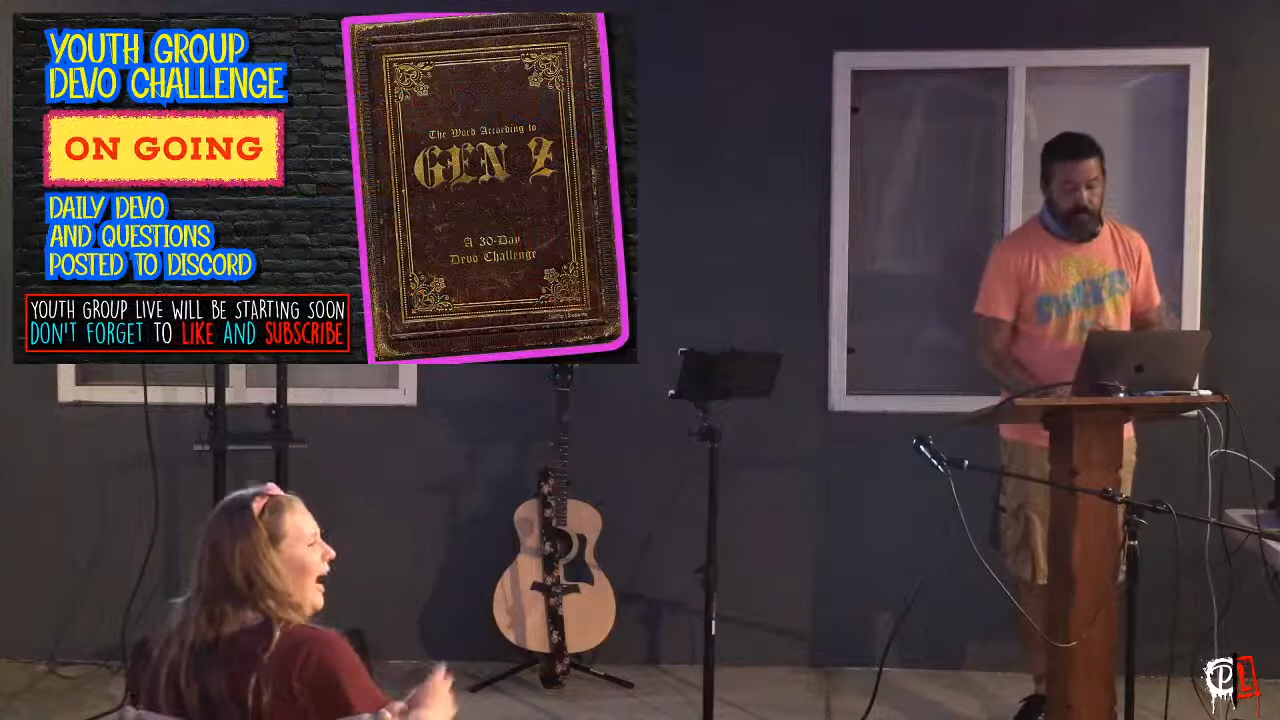 YOUTH GROUP
DEVO CHALLENGE
ON GOING
DAILY DEVO
AND QUESTIONS
POSTED TO DISCORD
YOUTH GROUP LIVE WILL BE STARTING SOON
DON'T FORGET TO LIKE AND SUBSCRIBE
The Word According to
GEN Z
A 30-Day
Devo Challenge